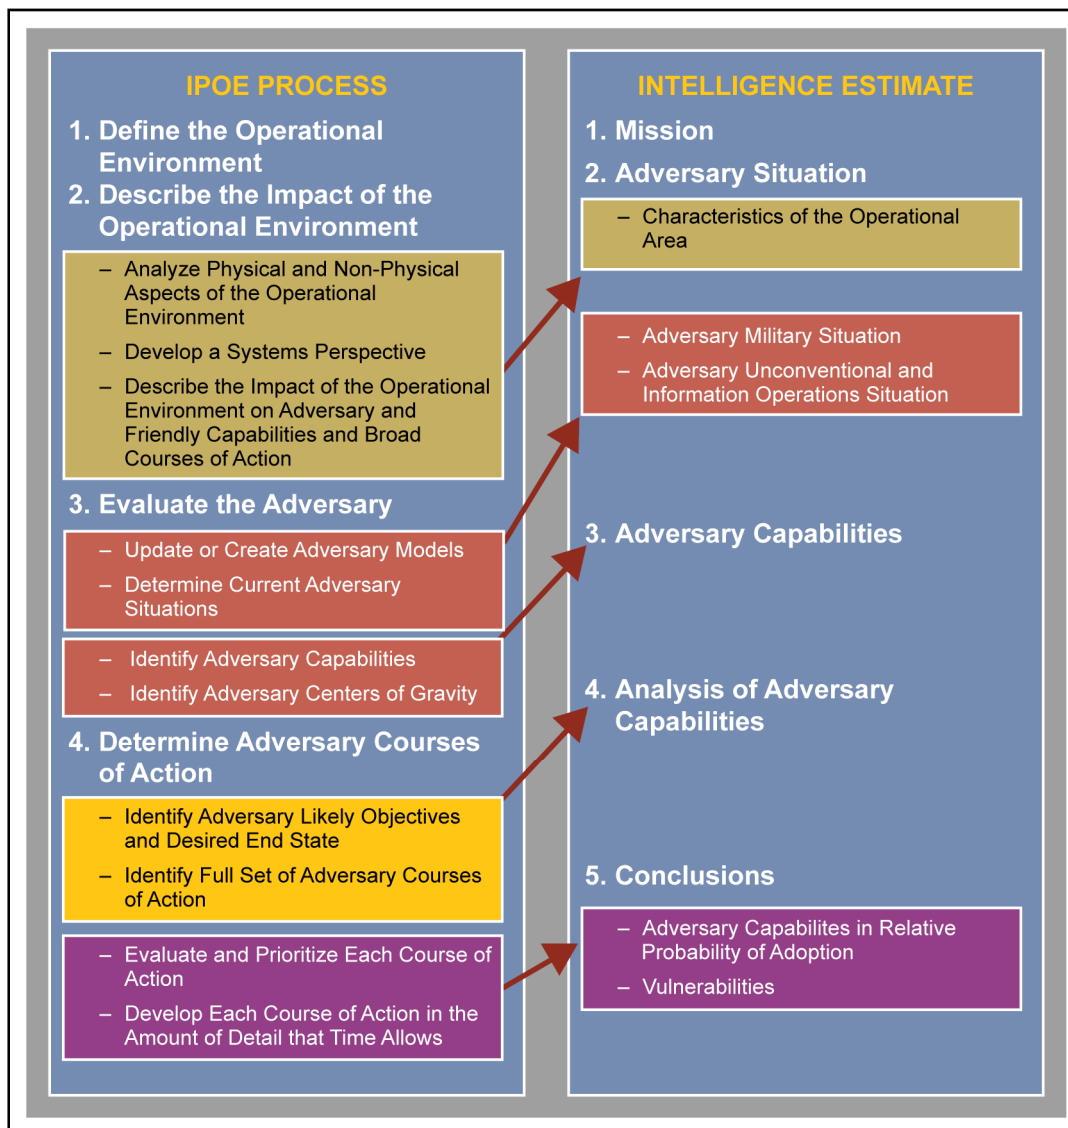 IPOE PROCESS
1. Define the Operational
Environment
2. Describe the Impact of the
Operational Environment
– Analyze Physical and Non-Physical
Aspects of the Operational
Environment
– Develop a Systems Perspective
– Describe the Impact of the Operational
Environment on Adversary and
Friendly Capabilities and Broad
Courses of Action
3. Evaluate the Adversary
– Update or Create Adversary Models
– Determine Current Adversary
Situations
– Identify Adversary Capabilities
– Identify Adversary Centers of Gravity
4. Determine Adversary Courses
of Action
– Identify Adversary Likely Objectives
and Desired End State
– Identify Full Set of Adversary Courses
of Action
– Evaluate and Prioritize Each Course of
Action
– Develop Each Course of Action in the
Amount of Detail that Time Allows
INTELLIGENCE ESTIMATE
1. Mission
2. Adversary Situation
– Characteristics of the Operational
Area
– Adversary Military Situation
– Adversary Unconventional and
Information Operations Situation
3. Adversary Capabilities
4. Analysis of Adversary
Capabilities
5. Conclusions
– Adversary Capabilites in Relative
Probability of Adoption
– Vulnerabilities